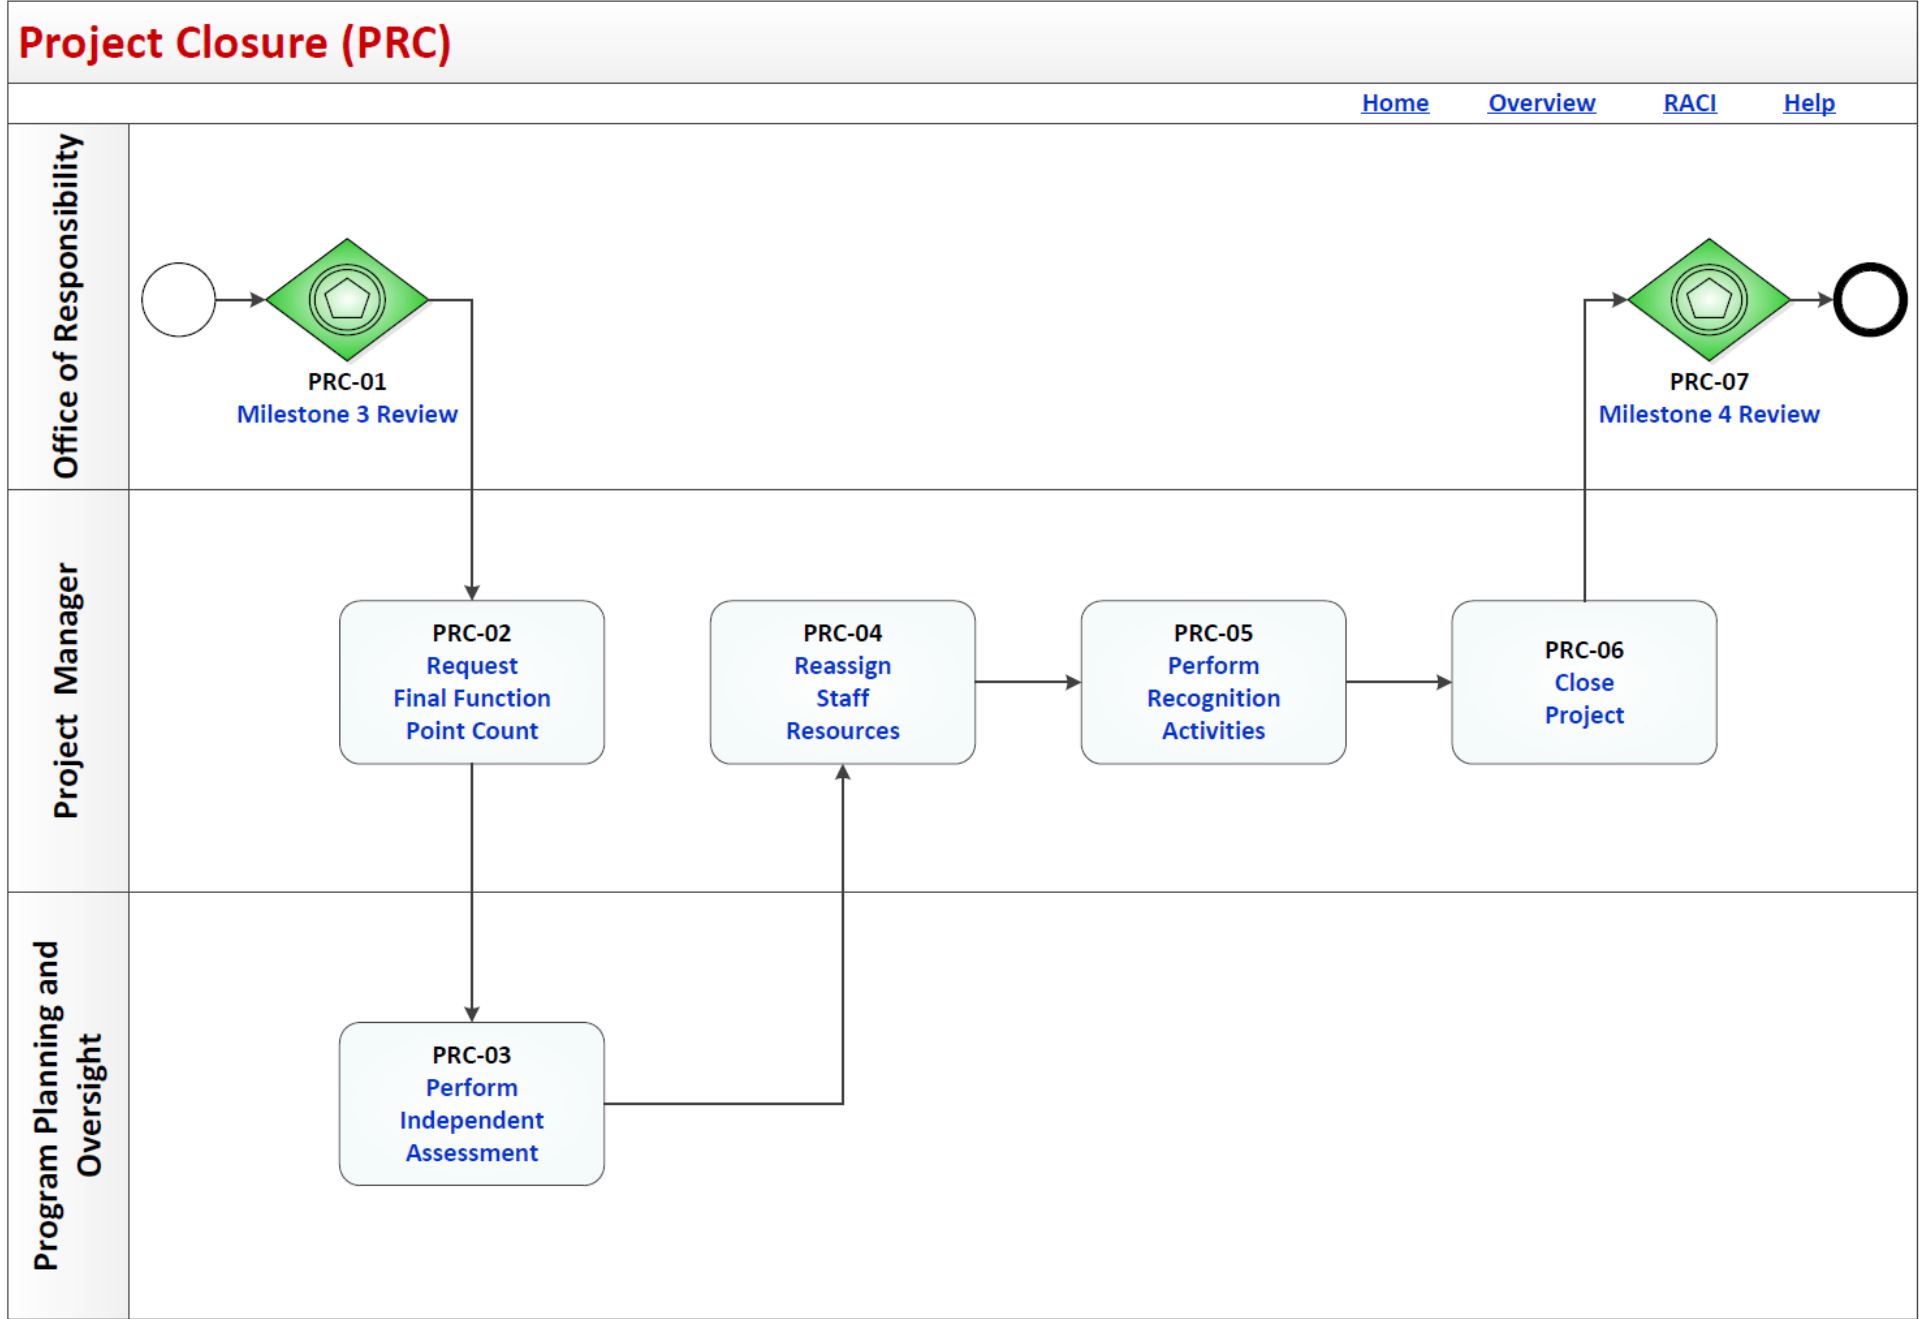 Project Closure (PRC)
Home Overview RACI Help
Office of Responsibility
PRC-01
Milestone 3 Review
PRC-07
Milestone 4 Review
Project Manager
PRC-02
Request
Final Function
Point Count
PRC-04
Reassign
Staff
Resources
PRC-05
Perform
Recognition
Activities
PRC-06
Close
Project
Program Planning and
Oversight
PRC-03
Perform
Independent
Assessment